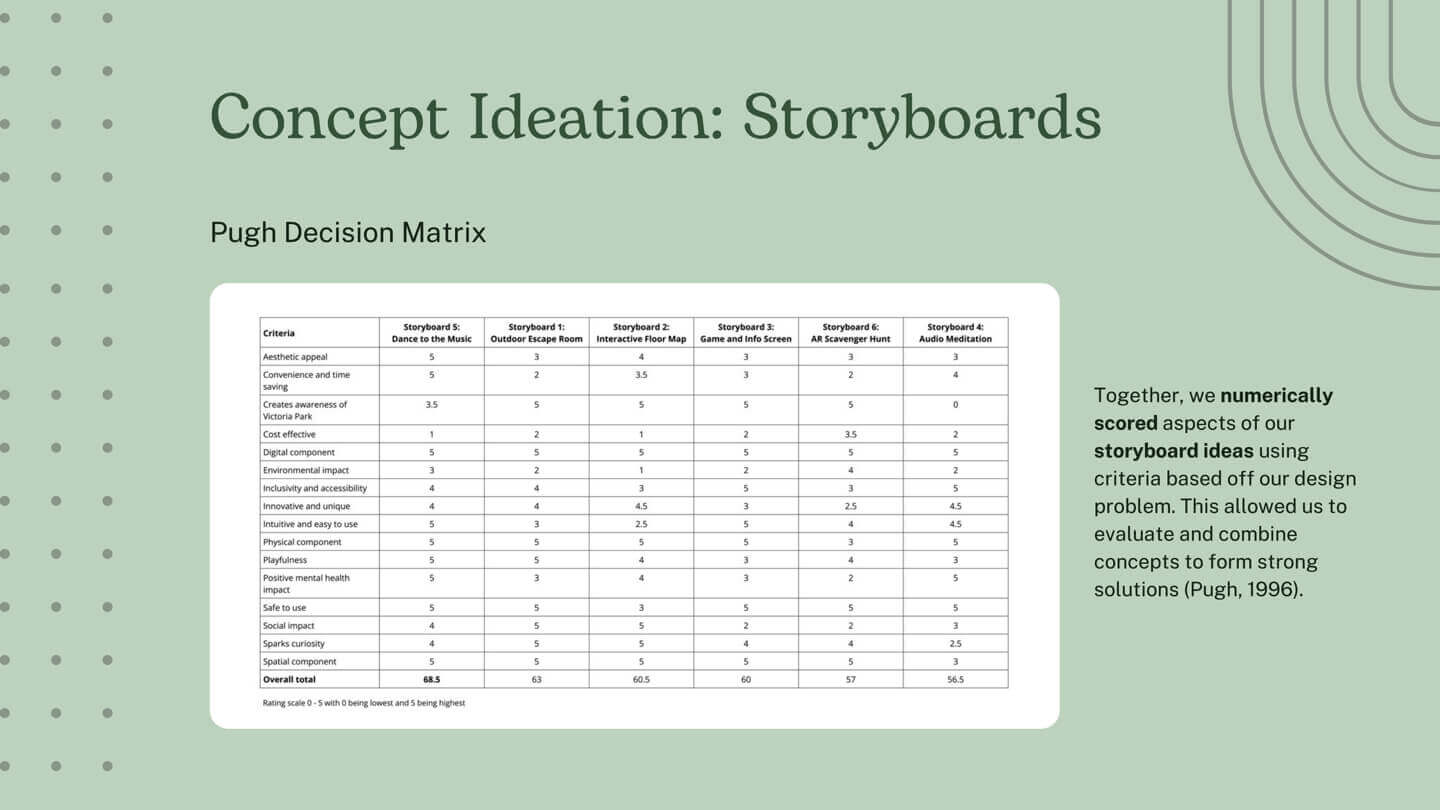 Concept Ideation: Storyboards
Pugh Decision Matrix
Criteria Storyboard 5: Dance to the Music Storyboard 1: Outdoor Escape Room Storyboard 2: Interactive Floor Map Storyboard 3: Game and Info Screen Storyboard 6: AR Scavenger Hunt Storyboard 4: Audio Meditation
Aesthetic appeal 5 3 4 3 3 3
Convenience and time saving 5 2 3.5 3 2 4
Creates awareness of Victoria Park 3.5 5 5 5 5 0
Cost effective 1 2 1 2 3.5 2
Digital component 5 5 5 5 5 5
Environmental impact 3 2 1 2 4 2
Inclusivity and accessibility 4 4 3 5 3 5
Innovative and unique 4 4 4.5 3 2.5 4.5
Intuitive and easy to use 5 3 2.5 5 4 4.5
Physical component 5 5 5 5 3 5
Playfulness 5 5 4 3 4 3
Positive mental health impact 5 3 4 3 2 5
Safe to use 5 5 3 5 5 5
Social impact 4 5 5 2 2 3
Sparks curiosity 4 5 5 4 4 2.5
Spatial component 5 5 5 5 5 3
Overall total 68.5 63 60.5 60 57 56.5
Rating scale 0 - 5 with 0 being lowest and 5 being highest
Together, we numerically
scored aspects of our
storyboard ideas using
criteria based off our design
problem. This allowed us to
evaluate and combine
concepts to form strong
solutions (Pugh, 1996).